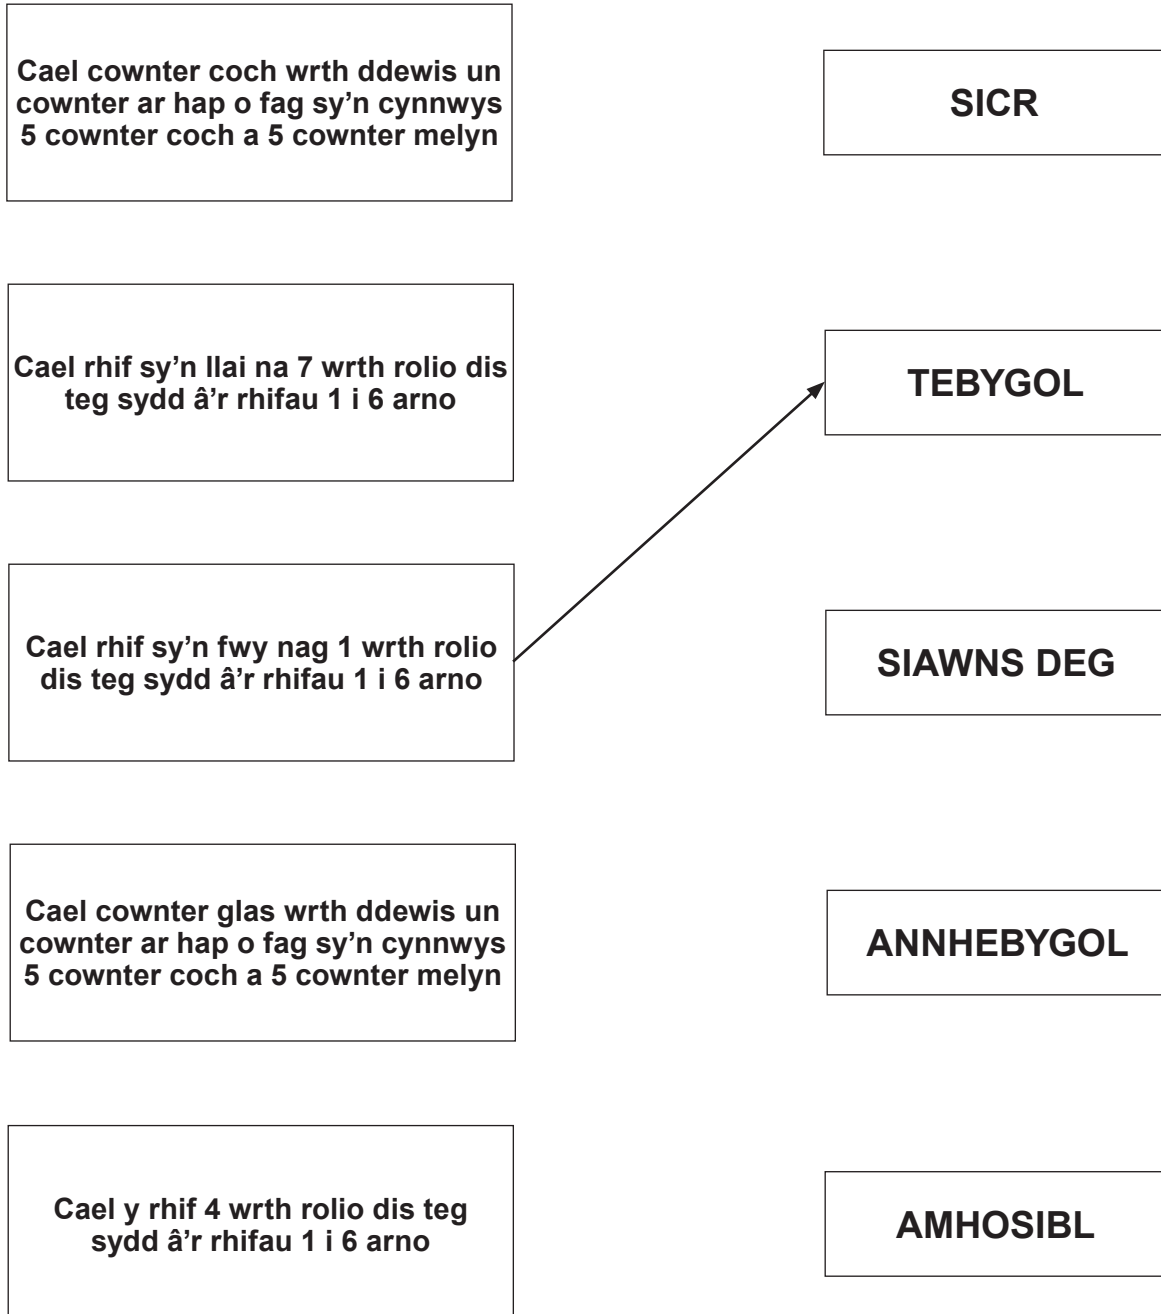 Cael cownter coch wrth ddewis un
cownter ar hap o fag sy’n cynnwys
5 cownter coch a 5 cownter melyn
SICR
Cael rhif sy’n llai na 7 wrth rolio dis
teg sydd â’r rhifau 1 i 6 arno
TEBYGOL
Cael rhif sy’n fwy nag 1 wrth rolio
dis teg sydd â’r rhifau 1 i 6 arno
SIAWNS DEG
Cael cownter glas wrth ddewis un
cownter ar hap o fag sy’n cynnwys
5 cownter coch a 5 cownter melyn
ANNHEBYGOL
Cael y rhif 4 wrth rolio dis teg
sydd â’r rhifau 1 i 6 arno
AMHOSIBL